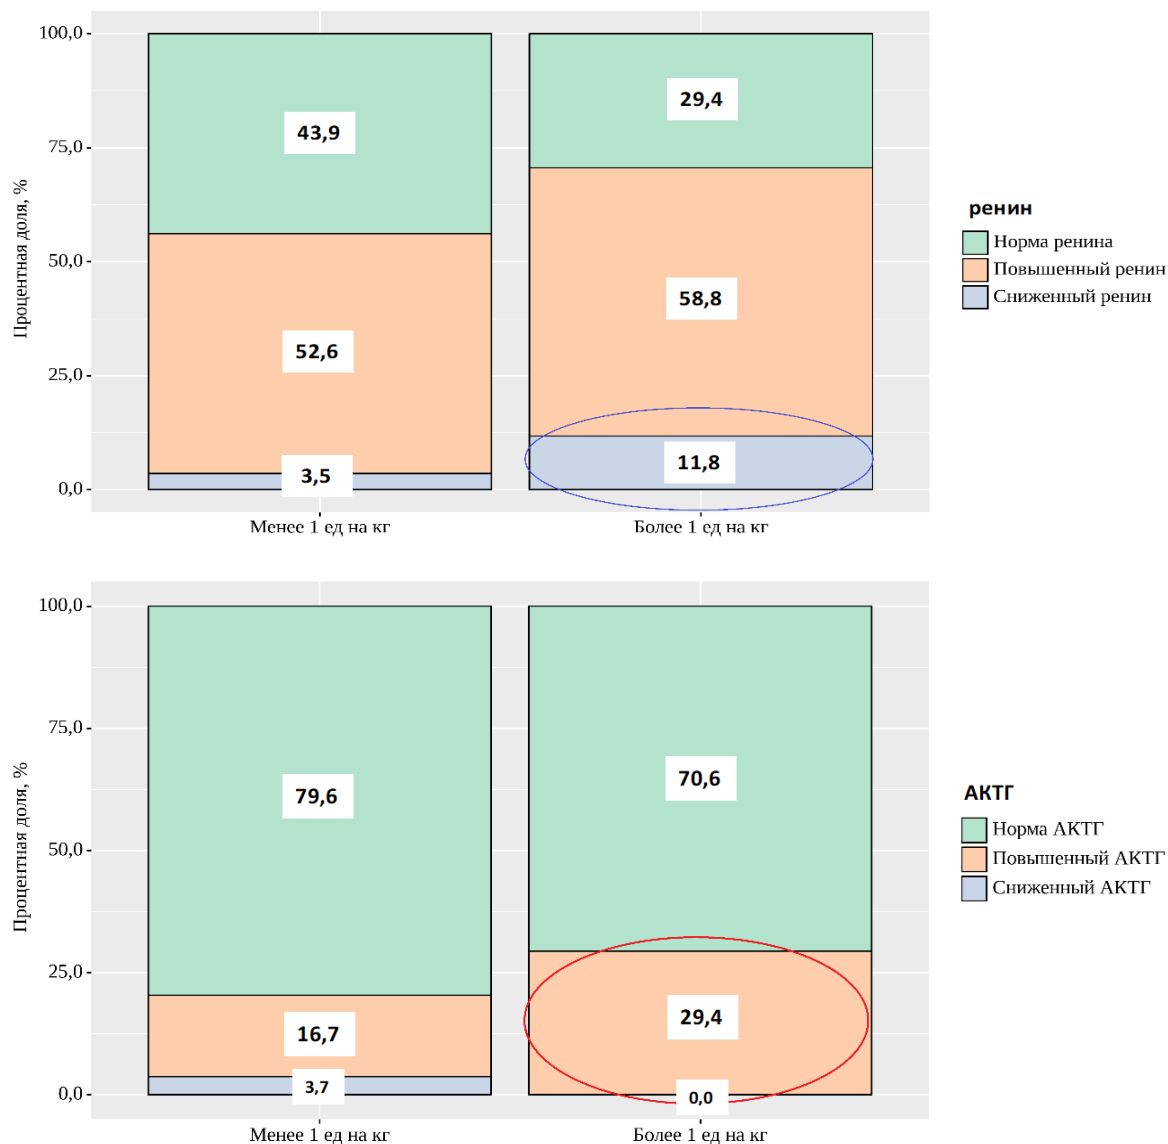 100,0
75,0
50,0
25,0
0,0
Процентная доля, %
43,9
52,6
3,5
29,4
58,8
11,8
Менее 1 ед на кг
Более 1 ед на кг
ренин
Норма ренина
Повышенный ренин
Сниженный ренин
100,0
75,0
50,0
25,0
0,0
Процентная доля, %
79,6
16,7
3,7
70,6
29,4
0,0
Менее 1 ед на кг
Более 1 ед на кг
АКТГ
Норма АКТГ
Повышенный АКТГ
Сниженный АКТГ